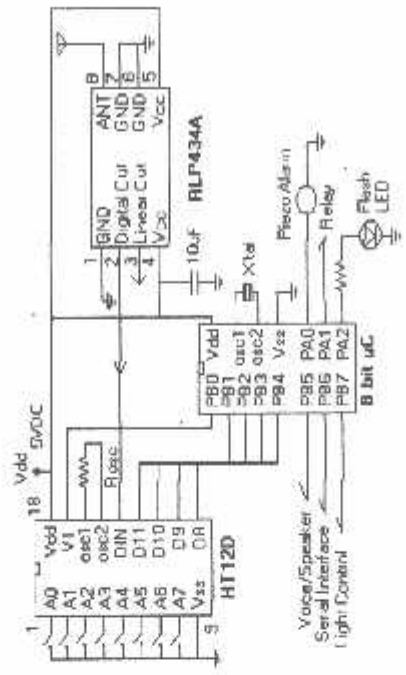 Vdd
5VDC
1
18
A0 Vdd
A1 VT
A2 osc1
A3 osc2
A4 DIN
A5 D11
A6 D10
A7 D9
Vss D8
9
HT12D
Rosc
1 GND ANT 8
2 Digital Out GND 7
3 Linear Out GND 6
4 Vcc Vcc 5
RLP434A
10uF
Xtal
PB0 Vdd
PB1
PB2 osc1
PB3 osc2
PB4 Vss
PB5 PA0
PB6 PA1
PB7 PA2
8 bit µC
Voice/Speaker
Serial Interface
Light Control
Piezo Alarm
Relay
Flash
LED